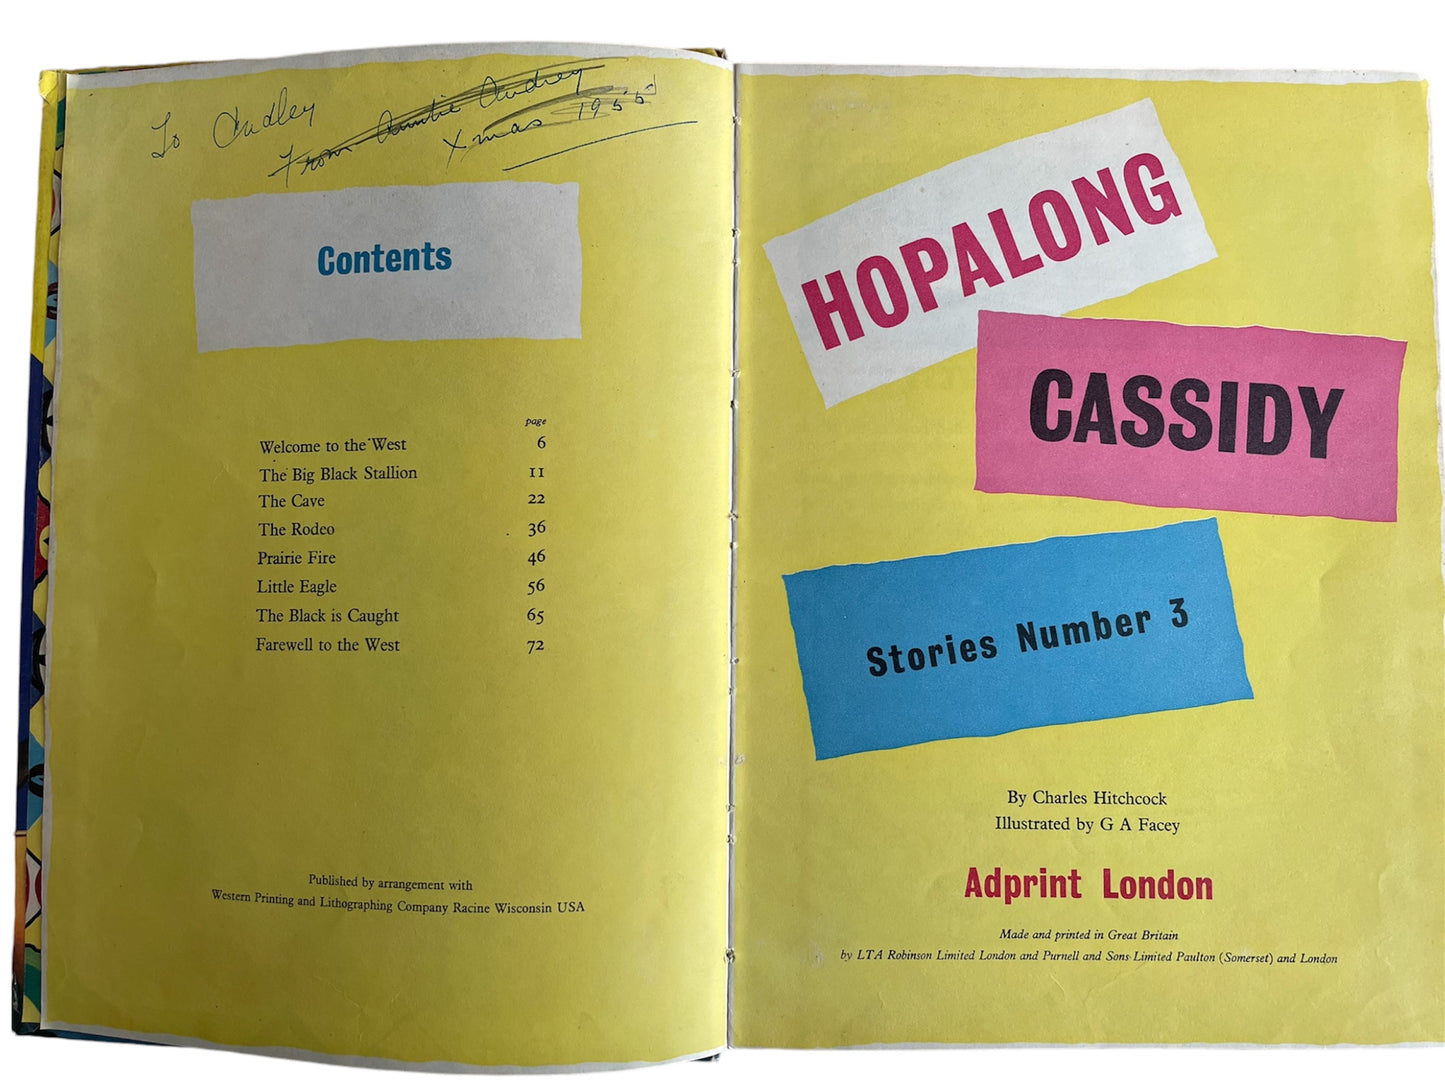 To Audley
From Auntie Audrey
Xmas 1955
Contents
page
Welcome to the West 6
The Big Black Stallion 11
The Cave 22
The Rodeo 36
Prairie Fire 46
Little Eagle 56
The Black is Caught 65
Farewell to the West 72
Published by arrangement with
Western Printing and Lithographing Company Racine Wisconsin USA
HOPALONG
CASSIDY
Stories Number 3
By Charles Hitchcock
Illustrated by G A Facey
Adprint London
Made and printed in Great Britain
by LTA Robinson Limited London and Purnell and Sons Limited Paulton (Somerset) and London